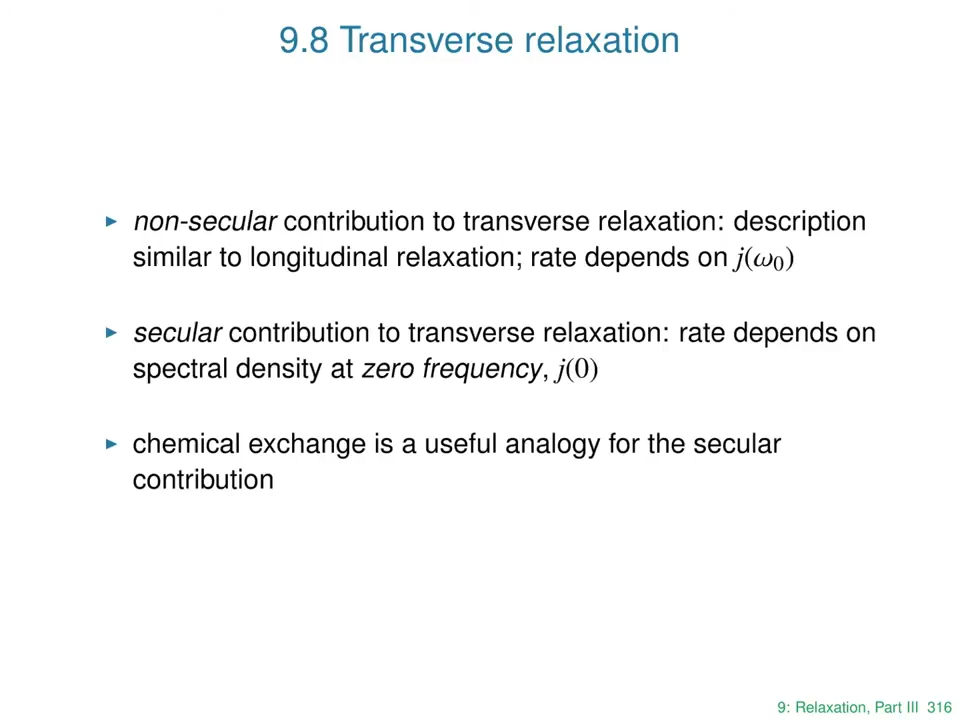 9.8 Transverse relaxation
▶ non-secular contribution to transverse relaxation: description
similar to longitudinal relaxation; rate depends on j(ω₀)
▶ secular contribution to transverse relaxation: rate depends on
spectral density at zero frequency, j(0)
▶ chemical exchange is a useful analogy for the secular
contribution
9: Relaxation, Part III 316